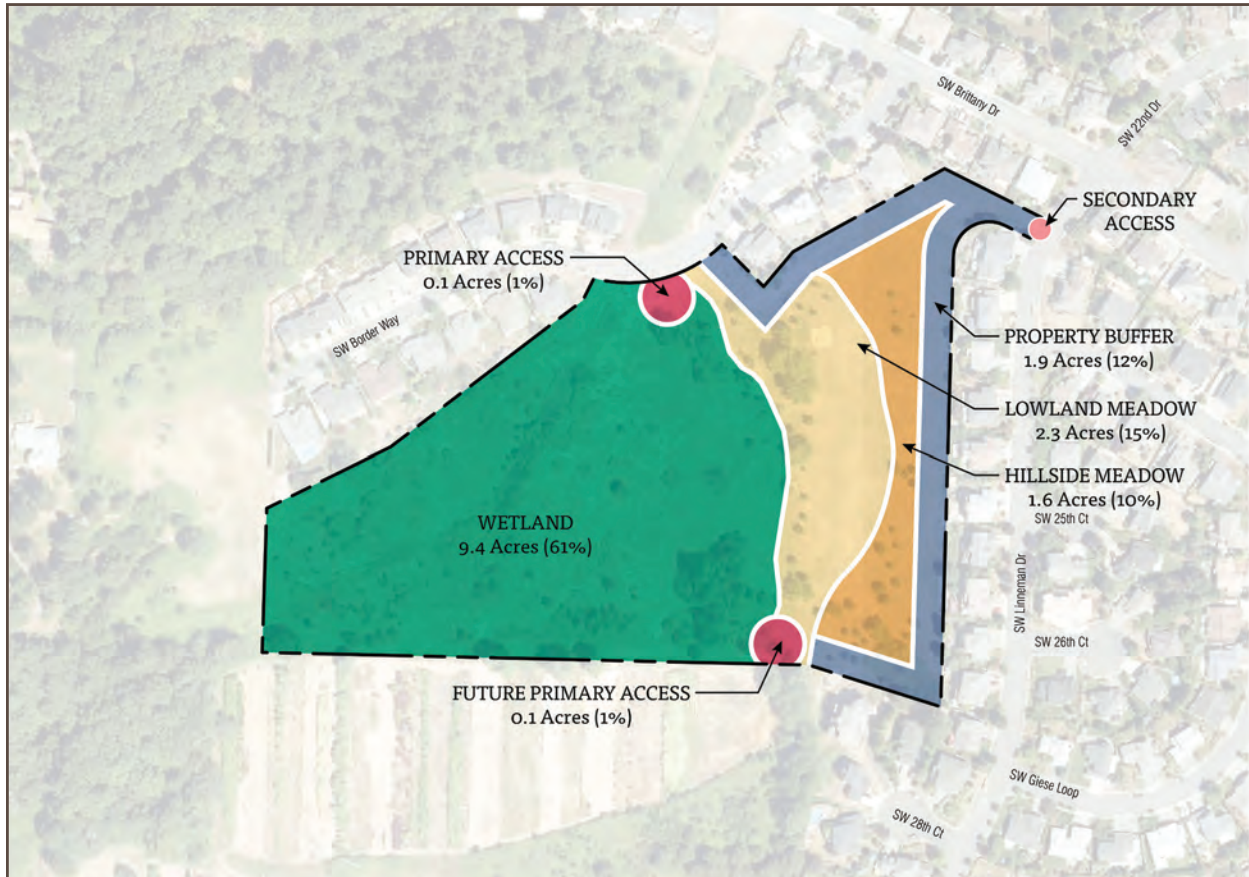 SW Brittany Dr
SW 22nd Dr
SECONDARY
ACCESS
PRIMARY ACCESS
0.1 Acres (1%)
SW Border Way
PROPERTY BUFFER
1.9 Acres (12%)
LOWLAND MEADOW
2.3 Acres (15%)
HILLSIDE MEADOW
1.6 Acres (10%)
SW 25th Ct
WETLAND
9.4 Acres (61%)
SW Linneman Dr
SW 26th Ct
FUTURE PRIMARY ACCESS
0.1 Acres (1%)
SW Giese Loop
SW 28th Ct